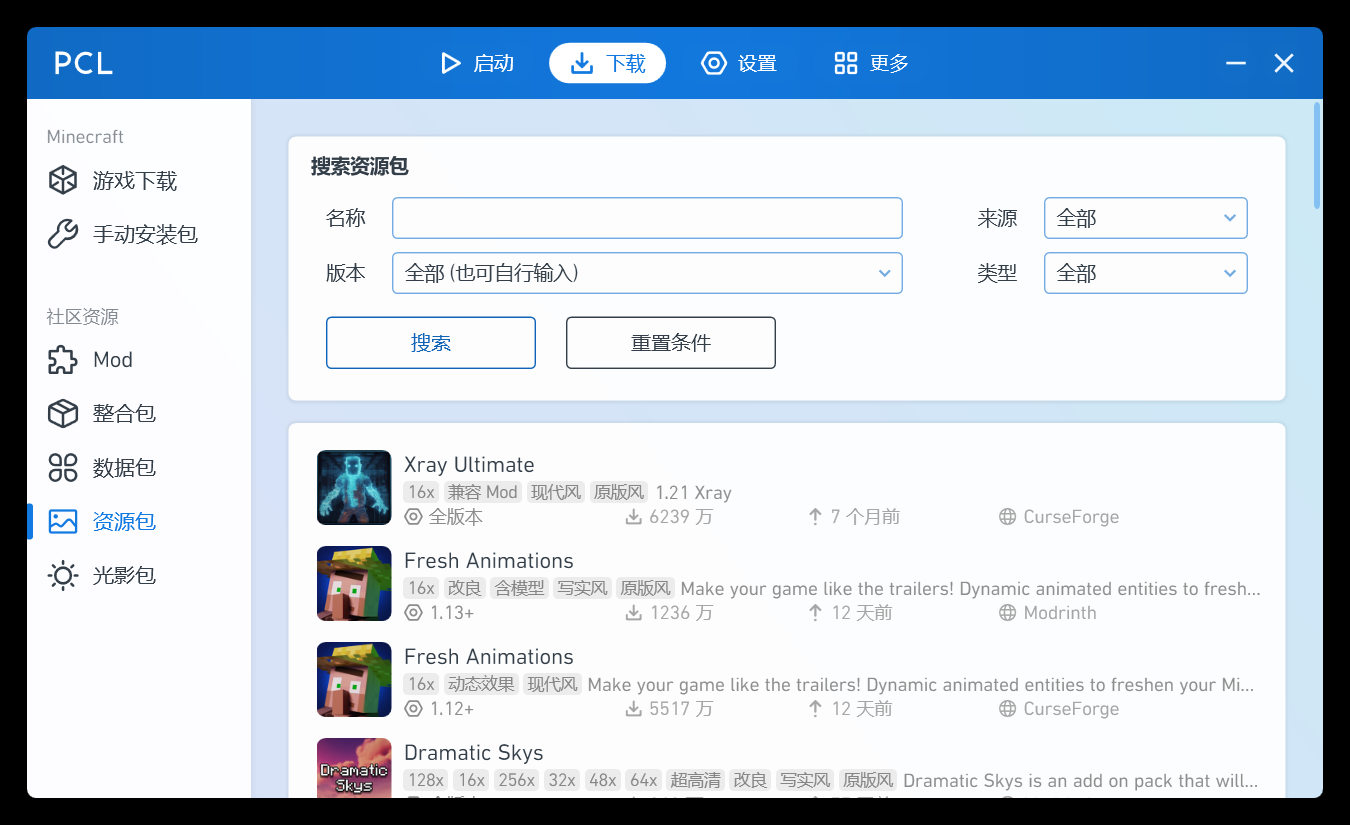 PCL
启动
下载
设置
更多
Minecraft
游戏下载
手动安装包
社区资源
Mod
整合包
数据包
资源包
光影包
搜索资源包
名称
来源 全部
版本 全部 (也可自行输入)
类型 全部
搜索 重置条件
Xray Ultimate
16x 兼容 Mod 现代风 原版风 1.21 Xray
全版本 6239 万 7 个月前 CurseForge
Fresh Animations
16x 改良 含模型 写实风 原版风 Make your game like the trailers! Dynamic animated entities to fresh...
1.13+ 1236 万 12 天前 Modrinth
Fresh Animations
16x 动态效果 现代风 Make your game like the trailers! Dynamic animated entities to freshen your Mi...
1.12+ 5517 万 12 天前 CurseForge
Dramatic Skys
Dramatic Skys
128x 16x 256x 32x 48x 64x 超高清 改良 写实风 原版风 Dramatic Skys is an add on pack that will...